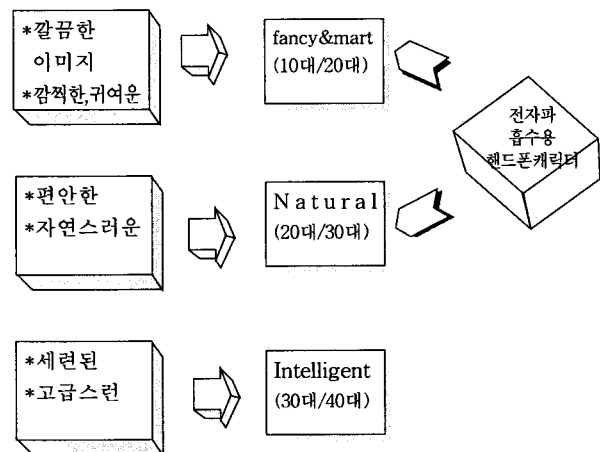 *깔끔한
이미지
*깜찍한,귀여운
fancy&mart
(10대/20대)
전자파
흡수용
핸드폰캐릭터
*편안한
*자연스러운
Natural
(20대/30대)
*세련된
*고급스런
Intelligent
(30대/40대)